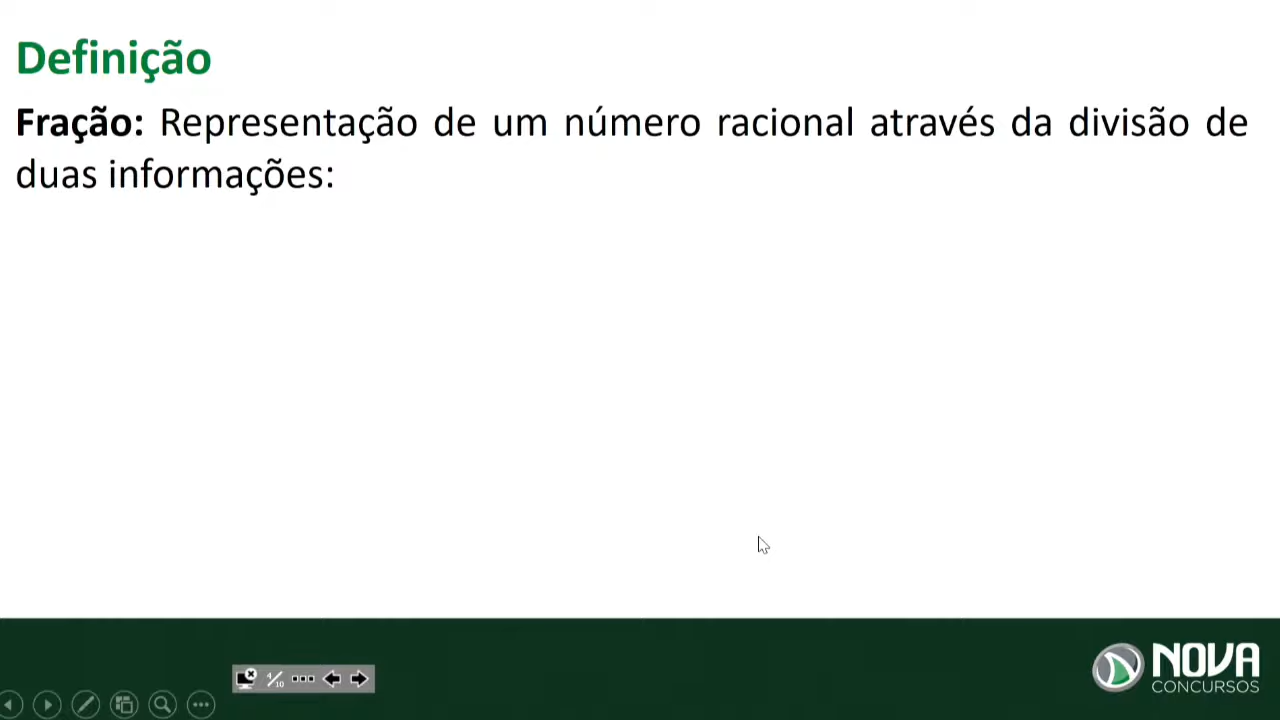 Definição
Fração: Representação de um número racional através da divisão de
duas informações:
NOVA
CONCURSOS